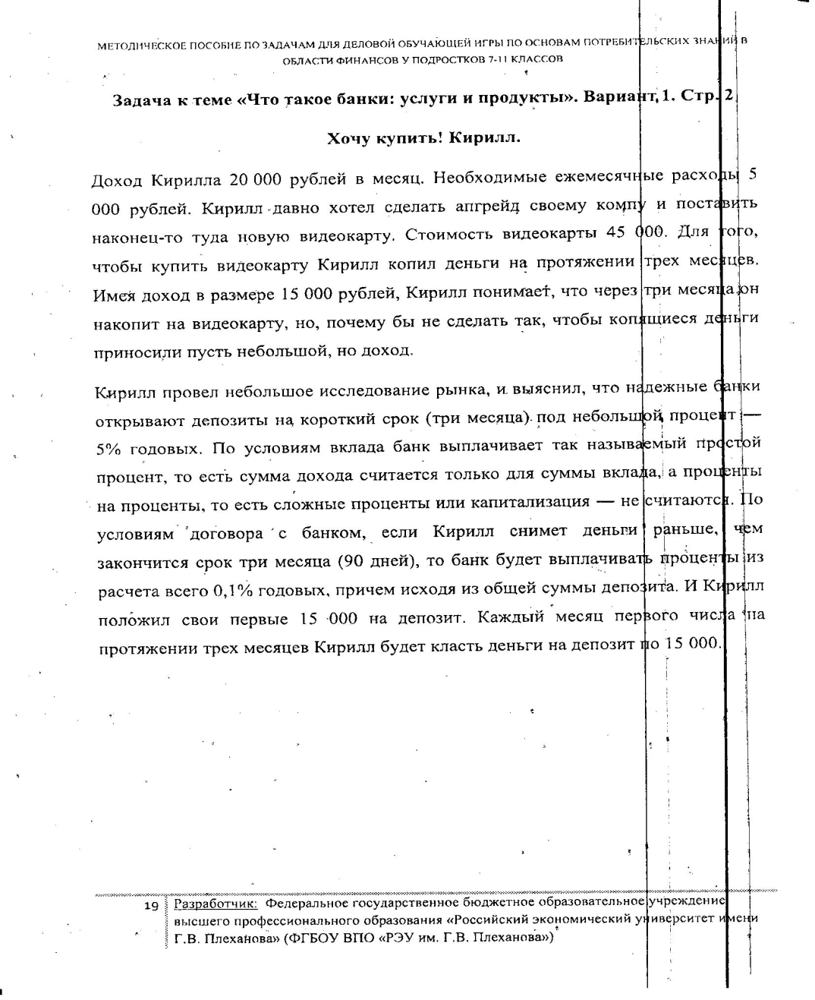 МЕТОДИЧЕСКОЕ ПОСОБИЕ ПО ЗАДАЧАМ ДЛЯ ДЕЛОВОЙ ОБУЧАЮЩЕЙ ИГРЫ ПО ОСНОВАМ ПОТРЕБИТЕЛЬСКИХ ЗНАНИЙ В
ОБЛАСТИ ФИНАНСОВ У ПОДРОСТКОВ 7-11 КЛАССОВ
Задача к теме «Что такое банки: услуги и продукты». Вариант 1. Стр. 2
Хочу купить! Кирилл.
Доход Кирилла 20 000 рублей в месяц. Необходимые ежемесячные расходы 5
000 рублей. Кирилл давно хотел сделать апгрейд своему компу и поставить
наконец-то туда новую видеокарту. Стоимость видеокарты 45 000. Для того,
чтобы купить видеокарту Кирилл копил деньги на протяжении трех месяцев.
Имея доход в размере 15 000 рублей, Кирилл понимает, что через три месяца он
накопит на видеокарту, но, почему бы не сделать так, чтобы копящиеся деньги
приносили пусть небольшой, но доход.
Кирилл провел небольшое исследование рынка, и выяснил, что надежные банки
открывают депозиты на короткий срок (три месяца) под небольшой процент —
5% годовых. По условиям вклада банк выплачивает так называемый простой
процент, то есть сумма дохода считается только для суммы вклада, а проценты
на проценты, то есть сложные проценты или капитализация — не считаются. По
условиям договора с банком, если Кирилл снимет деньги раньше, чем
закончится срок три месяца (90 дней), то банк будет выплачивать проценты из
расчета всего 0,1% годовых, причем исходя из общей суммы депозита. И Кирилл
положил свои первые 15 000 на депозит. Каждый месяц первого числа на
протяжении трех месяцев Кирилл будет класть деньги на депозит по 15 000.
19 Разработчик: Федеральное государственное бюджетное образовательное учреждение
высшего профессионального образования «Российский экономический университет имени
Г.В. Плеханова» (ФГБОУ ВПО «РЭУ им. Г.В. Плеханова»)